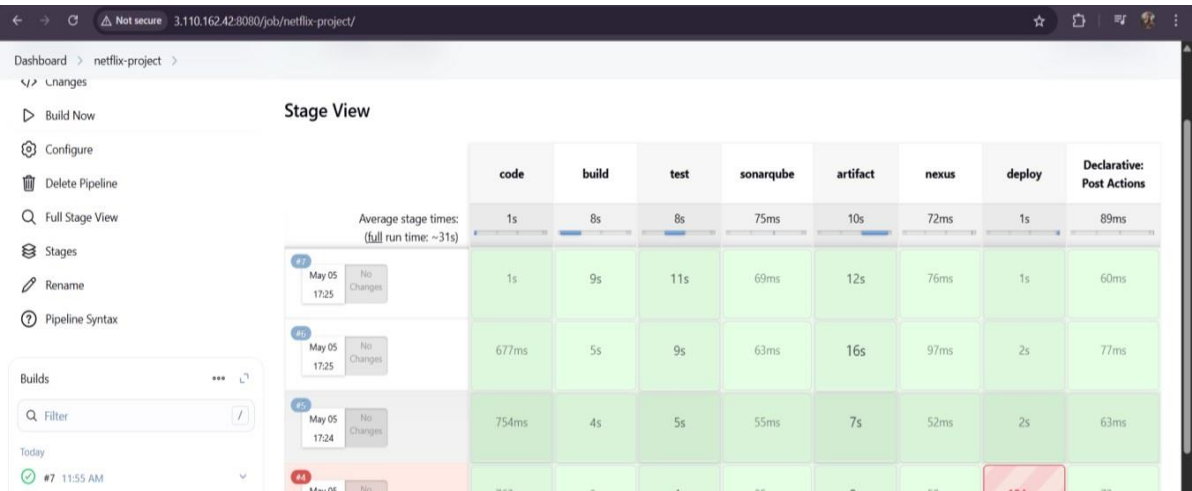 Not secure 3.110.162.42:8080/job/netflix-project/
Dashboard > netflix-project >
</> Changes
Build Now
Configure
Delete Pipeline
Full Stage View
Stages
Rename
Pipeline Syntax
Builds
Filter /
Today
#7 11:55 AM
Stage View
code build test sonarqube artifact nexus deploy Declarative: Post Actions
Average stage times: 1s 8s 8s 75ms 10s 72ms 1s 89ms
(full run time: ~31s)
#7
May 05 No Changes
17:25
1s 9s 11s 69ms 12s 76ms 1s 60ms
#6
May 05 No Changes
17:25
677ms 5s 9s 63ms 16s 97ms 2s 77ms
#5
May 05 No Changes
17:24
754ms 4s 5s 55ms 7s 52ms 2s 63ms
#4
May 05 No